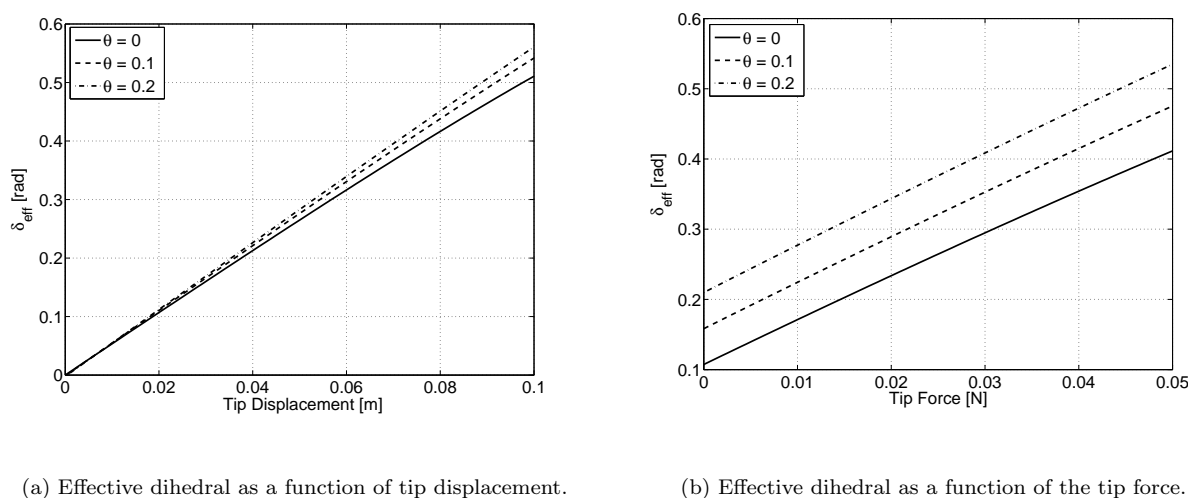 0.6
0.5
0.4
0.3
0.2
0.1
0
δeff [rad]
θ = 0
θ = 0.1
θ = 0.2
0 0.02 0.04 0.06 0.08 0.1
Tip Displacement [m]
(a) Effective dihedral as a function of tip displacement.
0.6
0.5
0.4
0.3
0.2
0.1
δeff [rad]
θ = 0
θ = 0.1
θ = 0.2
0 0.01 0.02 0.03 0.04 0.05
Tip Force [N]
(b) Effective dihedral as a function of the tip force.